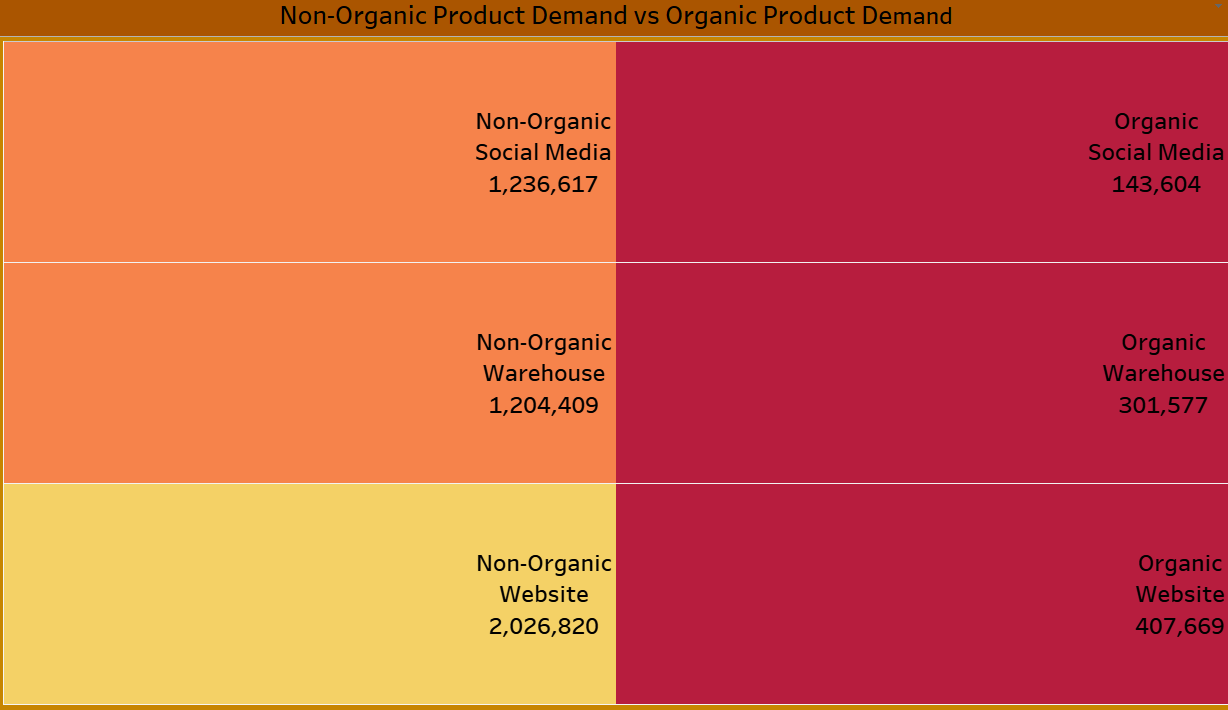 Non-Organic Product Demand vs Organic Product Demand
Non-Organic
Social Media
1,236,617
Organic
Social Media
143,604
Non-Organic
Warehouse
1,204,409
Organic
Warehouse
301,577
Non-Organic
Website
2,026,820
Organic
Website
407,669